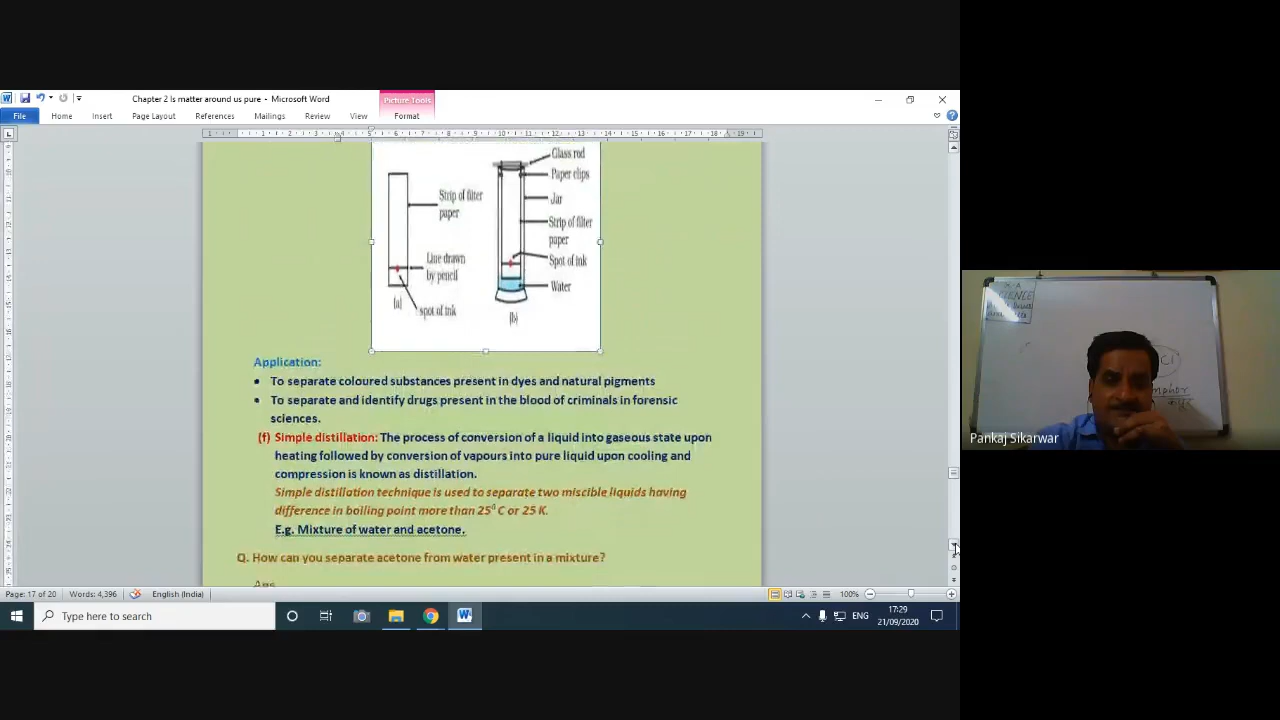 Chapter 2 Is matter around us pure - Microsoft Word
Picture Tools
File Home Insert Page Layout References Mailings Review View Format
Glass rod
Paper clips
Jar
Strip of filter
paper
Strip of filter
paper
Spot of ink
Line drawn
by pencil
Water
(a)
spot of ink
(b)
Application:
• To separate coloured substances present in dyes and natural pigments
• To separate and identify drugs present in the blood of criminals in forensic
sciences.
(f) Simple distillation: The process of conversion of a liquid into gaseous state upon
heating followed by conversion of vapours into pure liquid upon cooling and
compression is known as distillation.
Simple distillation technique is used to separate two miscible liquids having
difference in boiling point more than 25⁰ C or 25 K.
E.g. Mixture of water and acetone.
Q. How can you separate acetone from water present in a mixture?
Ans
Page: 17 of 20 Words: 4,396 English (India) 100%
Type here to search
ENG
17:29
21/09/2020
X-A
SCIENCE
Cl
Pankaj Sikarwar